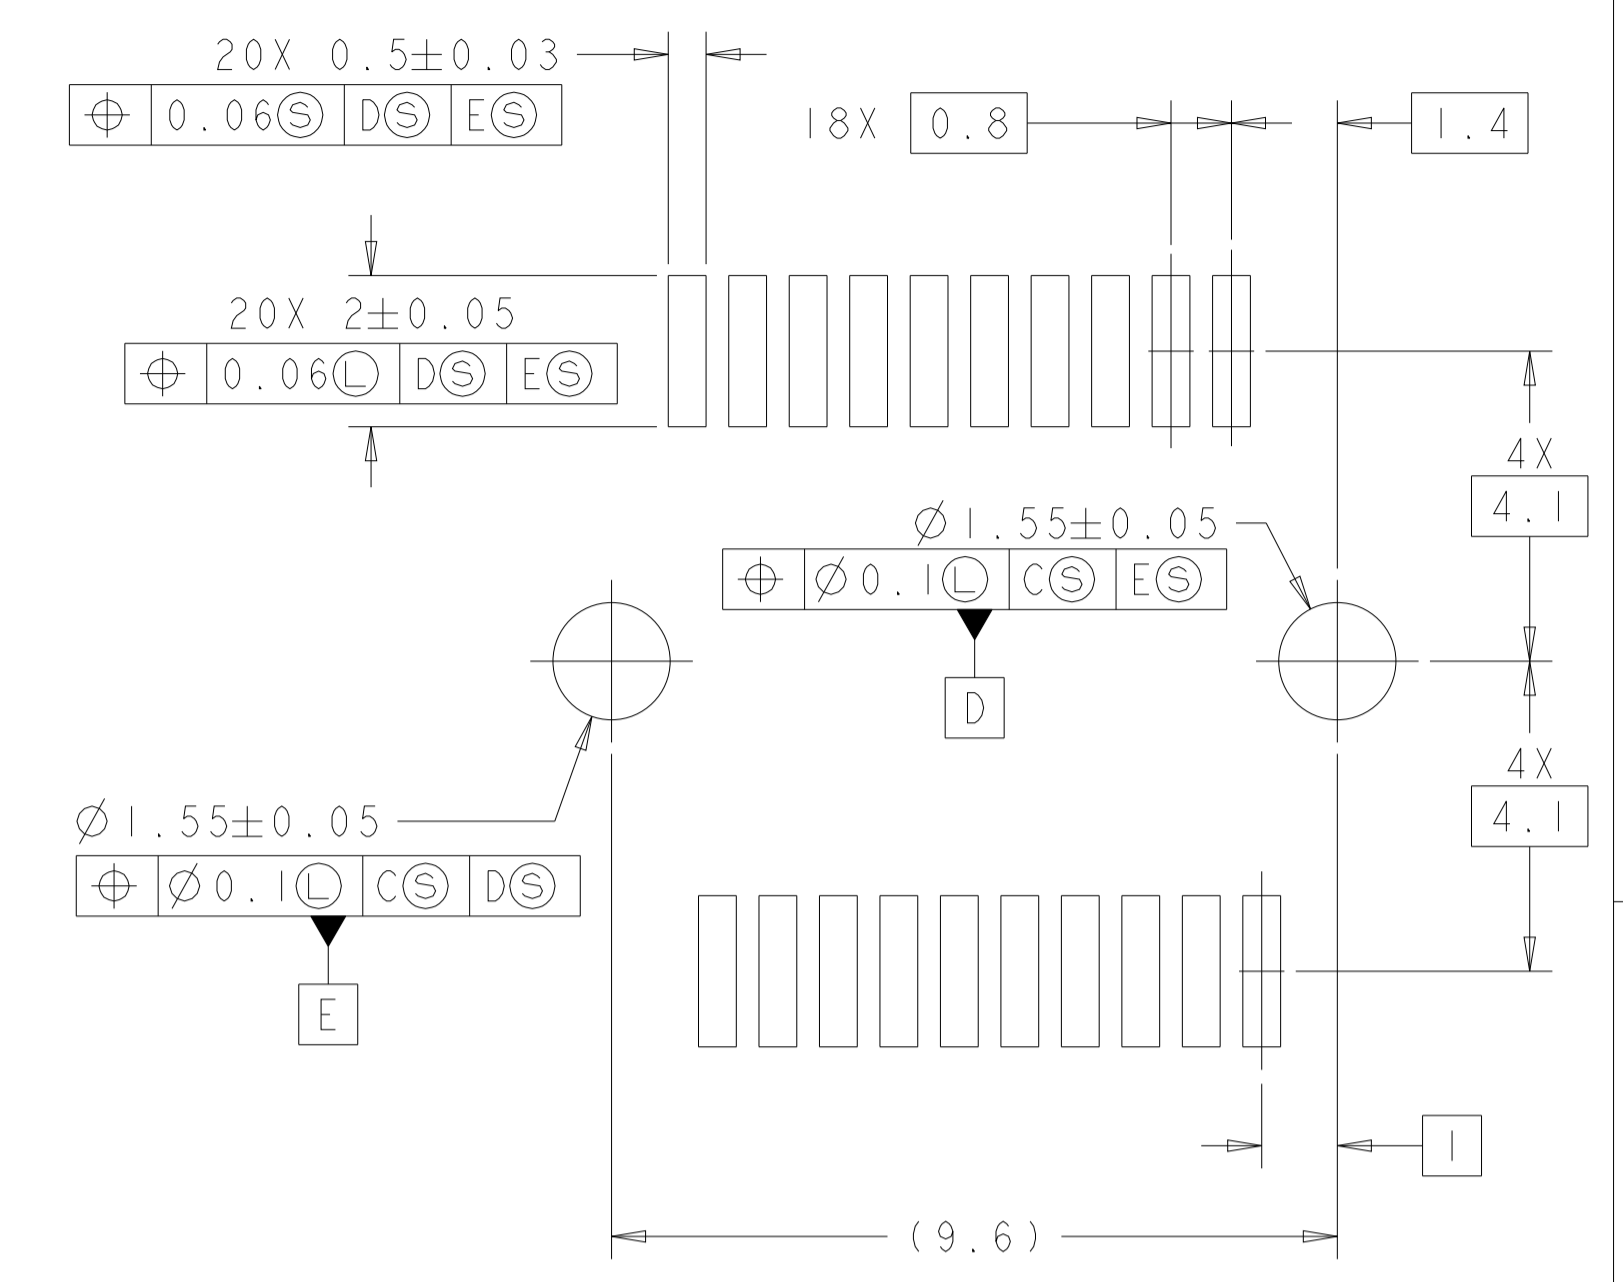 20X 0.5±0.03
⌖ 0.06Ⓢ DⓈ EⓈ
18X 0.8
1.4
20X 2±0.05
⌖ 0.06Ⓛ DⓈ EⓈ
4X
4.1
⌀1.55±0.05
⌖ ⌀0.1Ⓛ CⓈ EⓈ
D
4X
4.1
⌀1.55±0.05
⌖ ⌀0.1Ⓛ CⓈ DⓈ
E
1
(9.6)